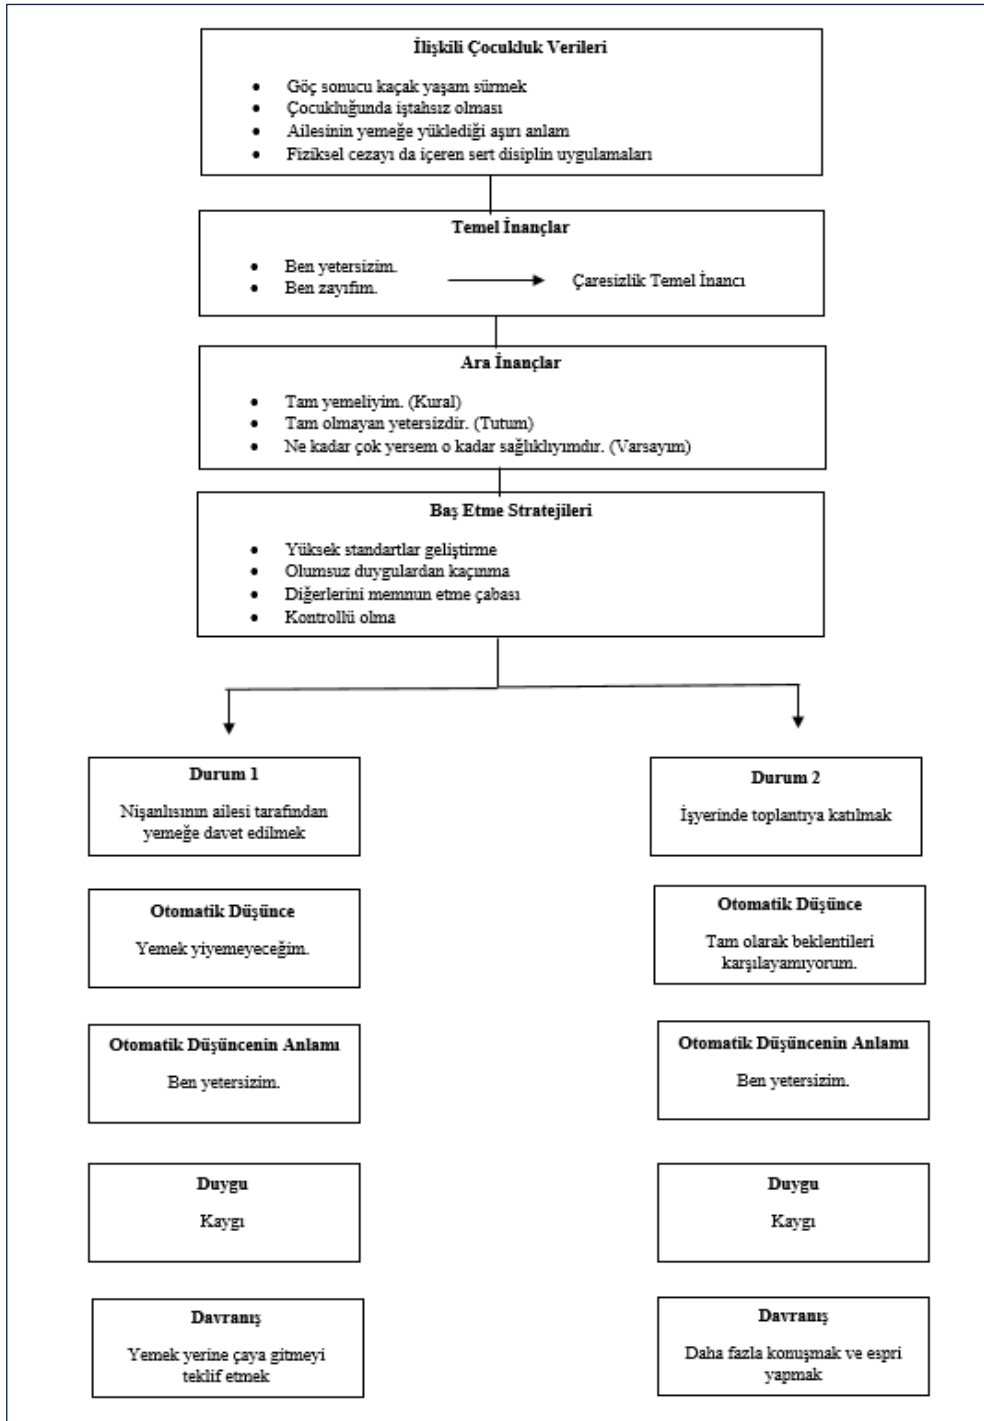 İlişkili Çocukluk Verileri
• Göç sonucu kaçak yaşam sürmek
• Çocukluğunda iştahsız olması
• Ailesinin yemeğe yüklediği aşırı anlam
• Fiziksel cezayı da içeren sert disiplin uygulamaları
Temel İnançlar
• Ben yetersizim.
• Ben zayıfım.
Çaresizlik Temel İnancı
Ara İnançlar
• Tam yemeliyim. (Kural)
• Tam olmayan yetersizdir. (Tutum)
• Ne kadar çok yersem o kadar sağlıklıyımdır. (Varsayım)
Baş Etme Stratejileri
• Yüksek standartlar geliştirme
• Olumsuz duygulardan kaçınma
• Diğerlerini memnun etme çabası
• Kontrollü olma
Durum 1
Nişanlısının ailesi tarafından
yemeğe davet edilmek
Otomatik Düşünce
Yemek yiyemeyeceğim.
Otomatik Düşüncenin Anlamı
Ben yetersizim.
Duygu
Kaygı
Davranış
Yemek yerine çaya gitmeyi
teklif etmek
Durum 2
İşyerinde toplantıya katılmak
Otomatik Düşünce
Tam olarak beklentileri
karşılayamıyorum.
Otomatik Düşüncenin Anlamı
Ben yetersizim.
Duygu
Kaygı
Davranış
Daha fazla konuşmak ve espri
yapmak